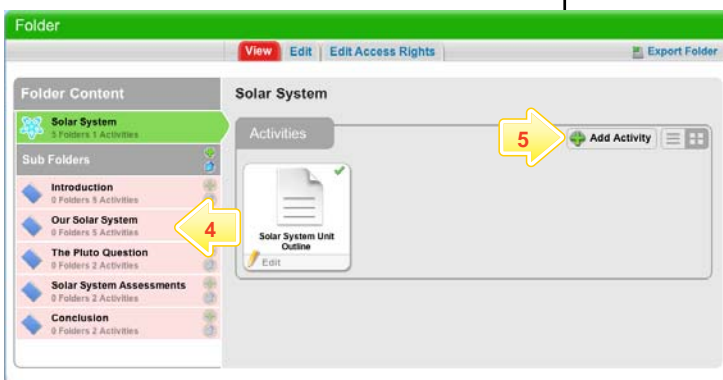 Folder
View Edit Edit Access Rights Export Folder
Folder Content
Solar System
5 Folders 1 Activities
Sub Folders
Introduction
0 Folders 5 Activities
Our Solar System
0 Folders 5 Activities
The Pluto Question
0 Folders 2 Activities
Solar System Assessments
0 Folders 2 Activities
Conclusion
0 Folders 2 Activities
4
Solar System
Activities
5
Add Activity
Solar System Unit
Outline
Edit